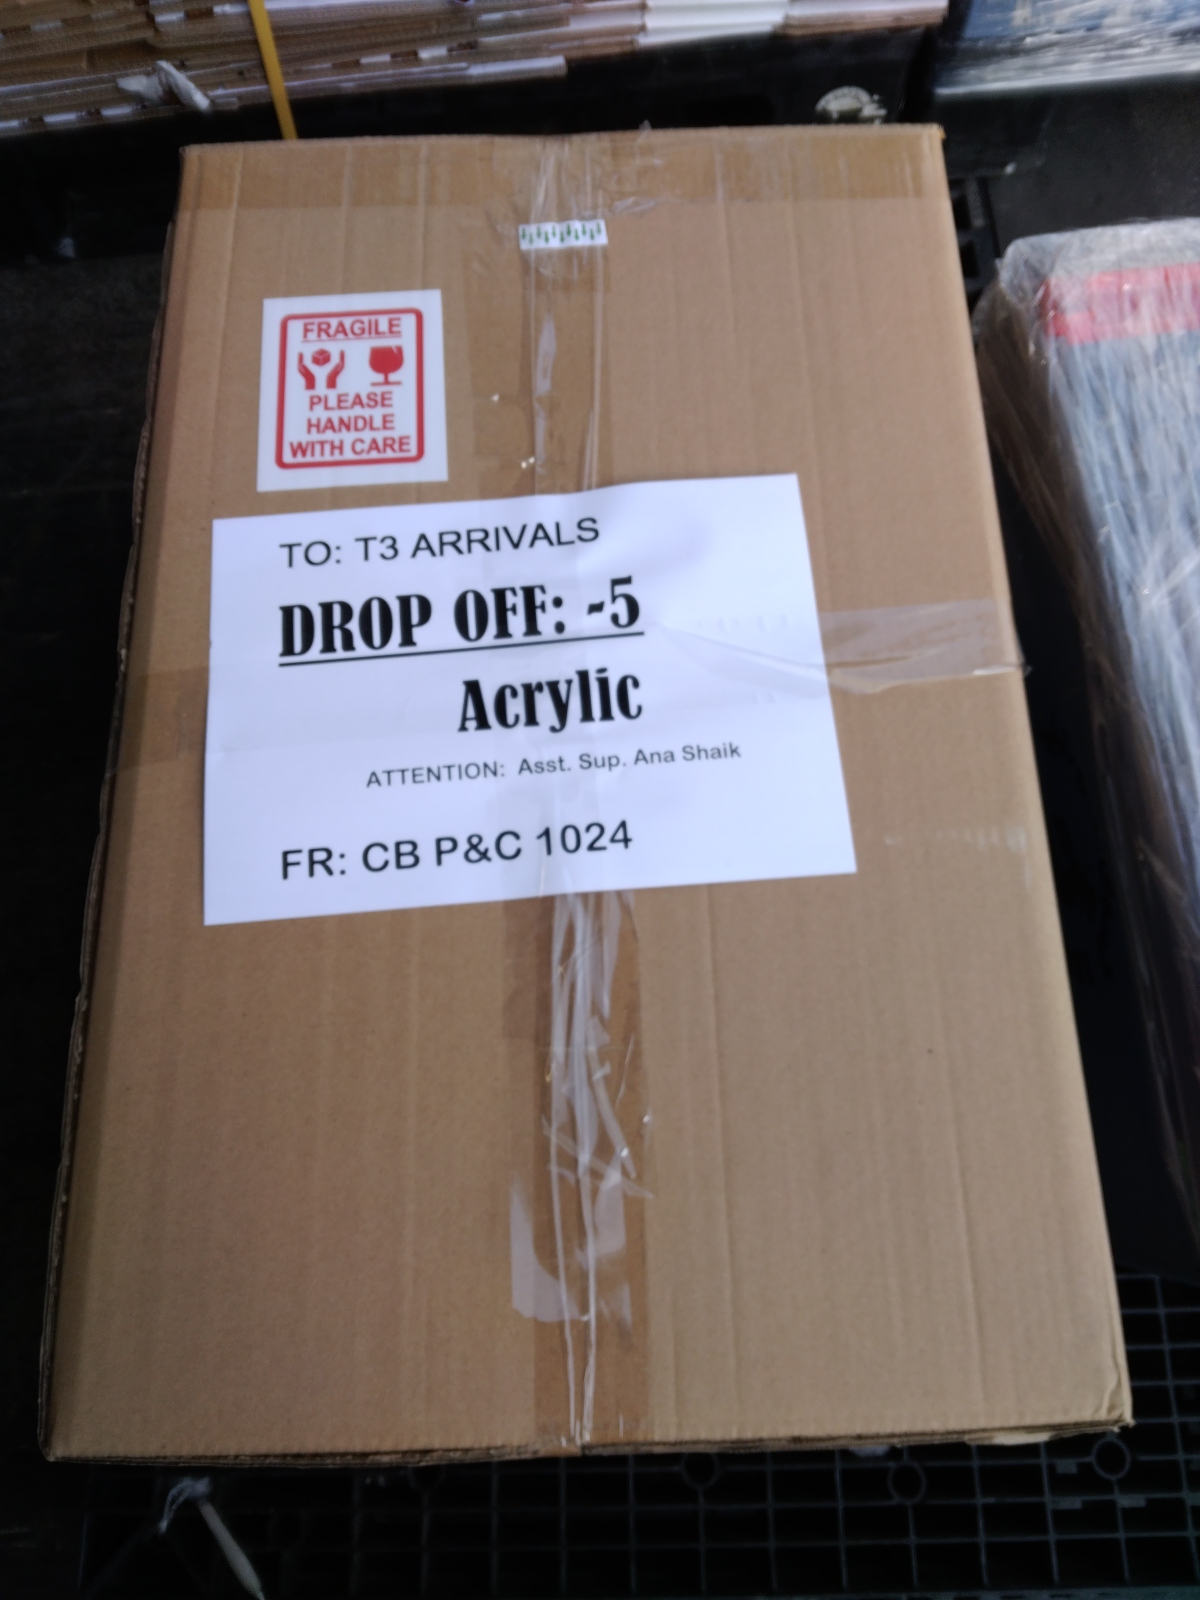 FRAGILE
PLEASE
HANDLE
WITH CARE
TO: T3 ARRIVALS
DROP OFF: -5
Acrylic
ATTENTION: Asst. Sup. Ana Shaik
FR: CB P&C 1024